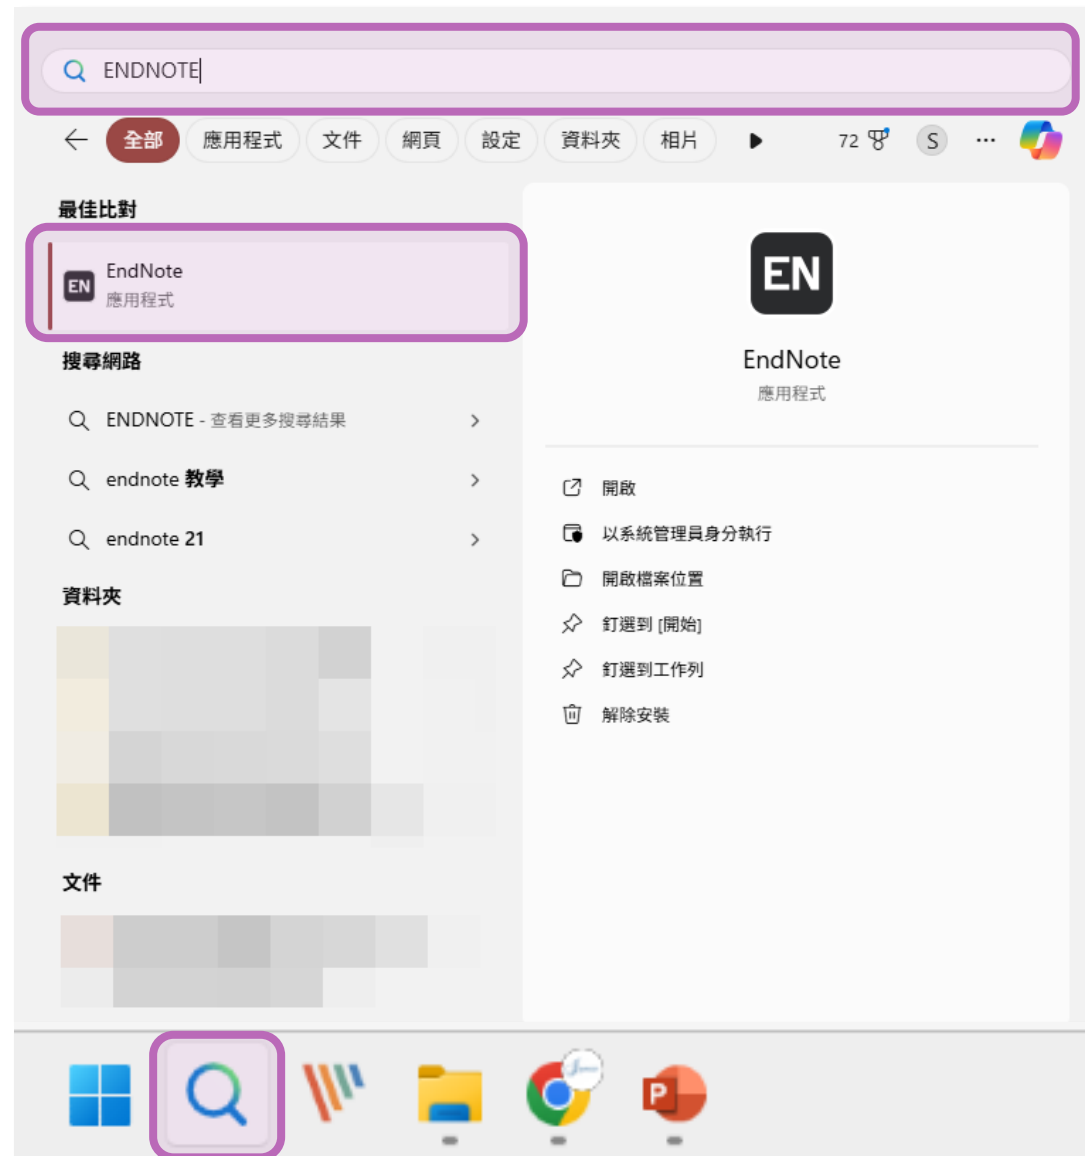 ENDNOTE
全部 應用程式 文件 網頁 設定 資料夾 相片 72 S ...
最佳比對
EN EndNote
應用程式
搜尋網路
ENDNOTE - 查看更多搜尋結果
endnote 教學
endnote 21
資料夾
文件
EN
EndNote
應用程式
開啟
以系統管理員身分執行
開啟檔案位置
釘選到 [開始]
釘選到工作列
解除安裝
P